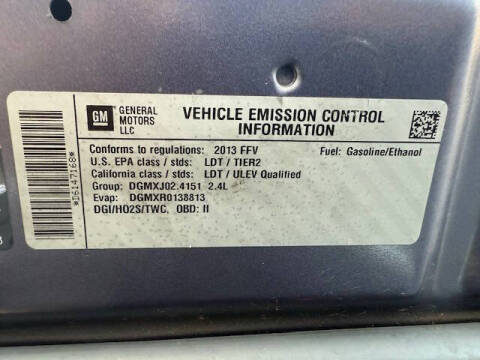 GM
GENERAL MOTORS LLC
VEHICLE EMISSION CONTROL
INFORMATION
Conforms to regulations: 2013 FFV
Fuel: Gasoline/Ethanol
U.S. EPA class / stds: LDT / TIER2
California class / stds: LDT / ULEV Qualified
Group: DGMXJ02.4151 2.4L
Evap: DGMXR0138813
DGI/HO2S/TWC, OBD: II
*D6147168*